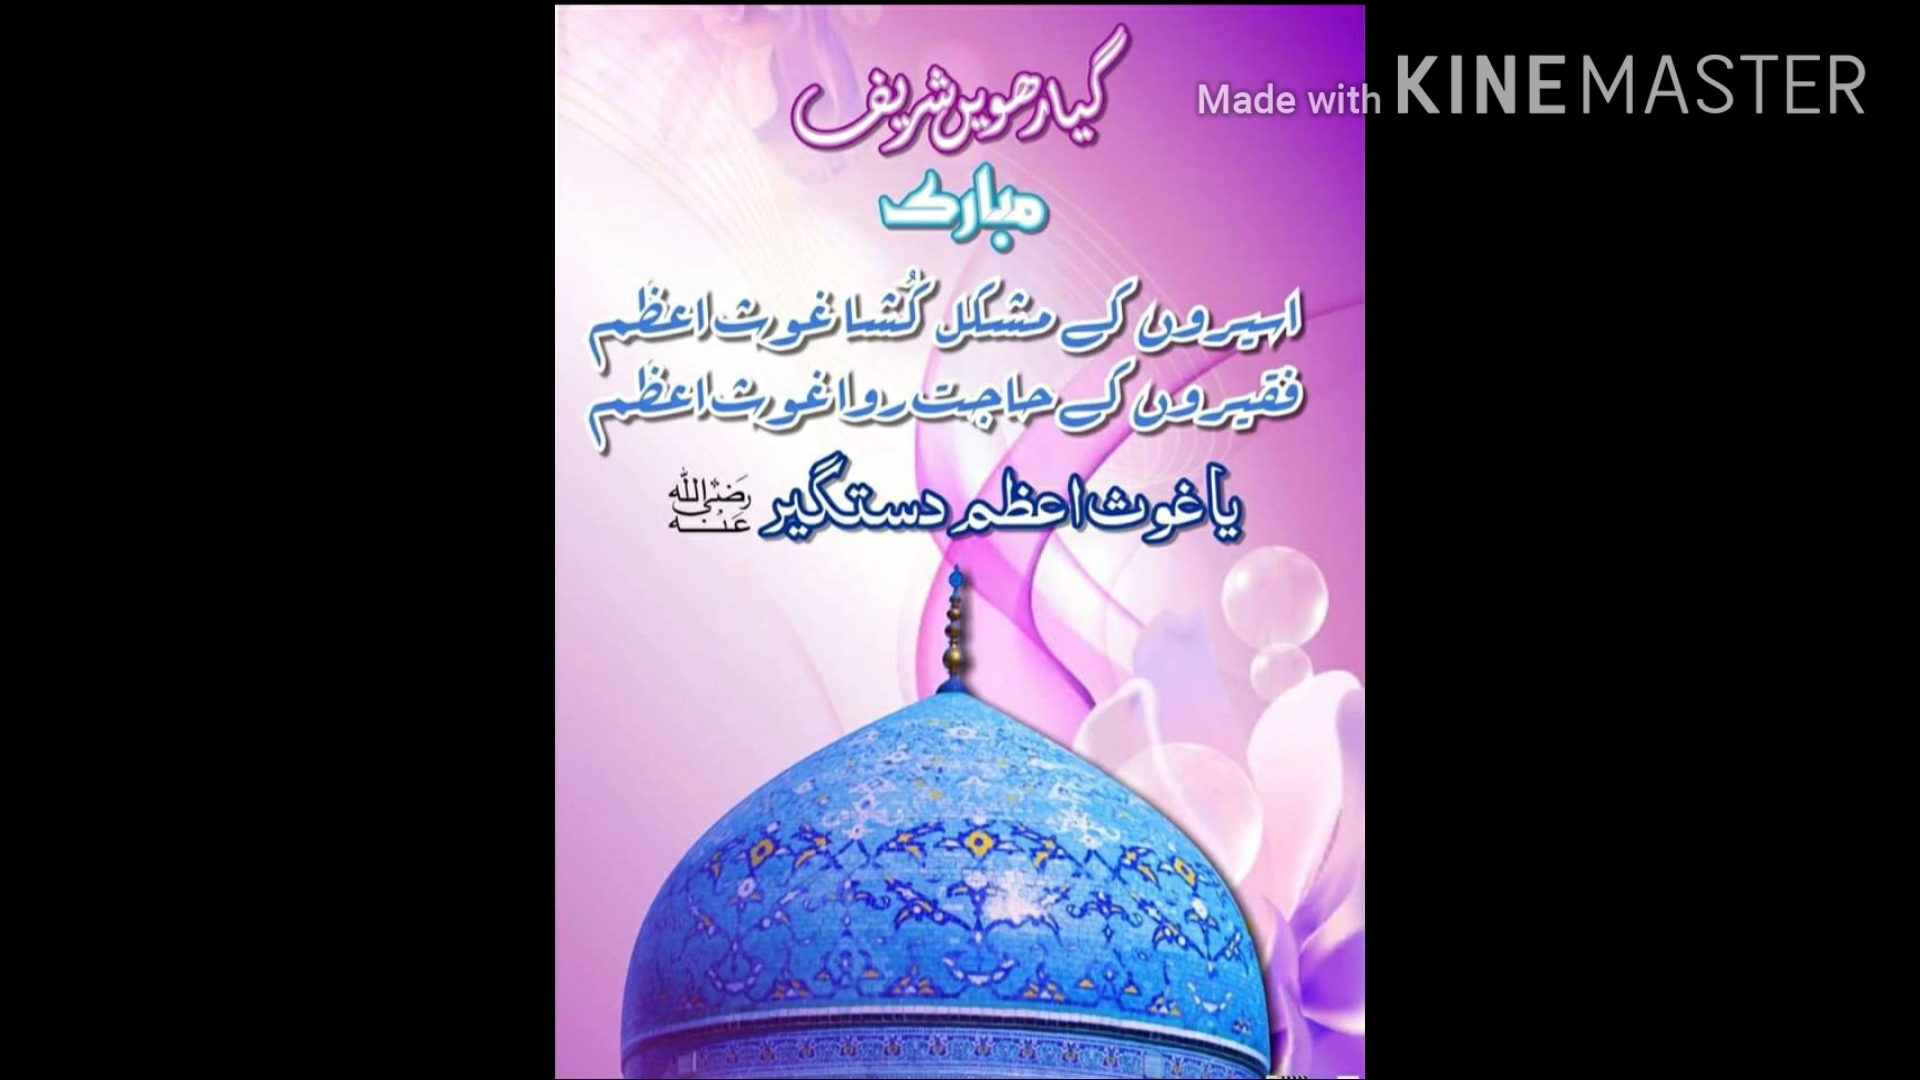 گیارھویں شریف
Made with KINEMASTER
مبارک
اسیروں کے مشکل کُشا غوث اعظم
فقیروں کے حاجت روا غوث اعظم
یا غوث اعظم دستگیر رضی اللہ عنہ